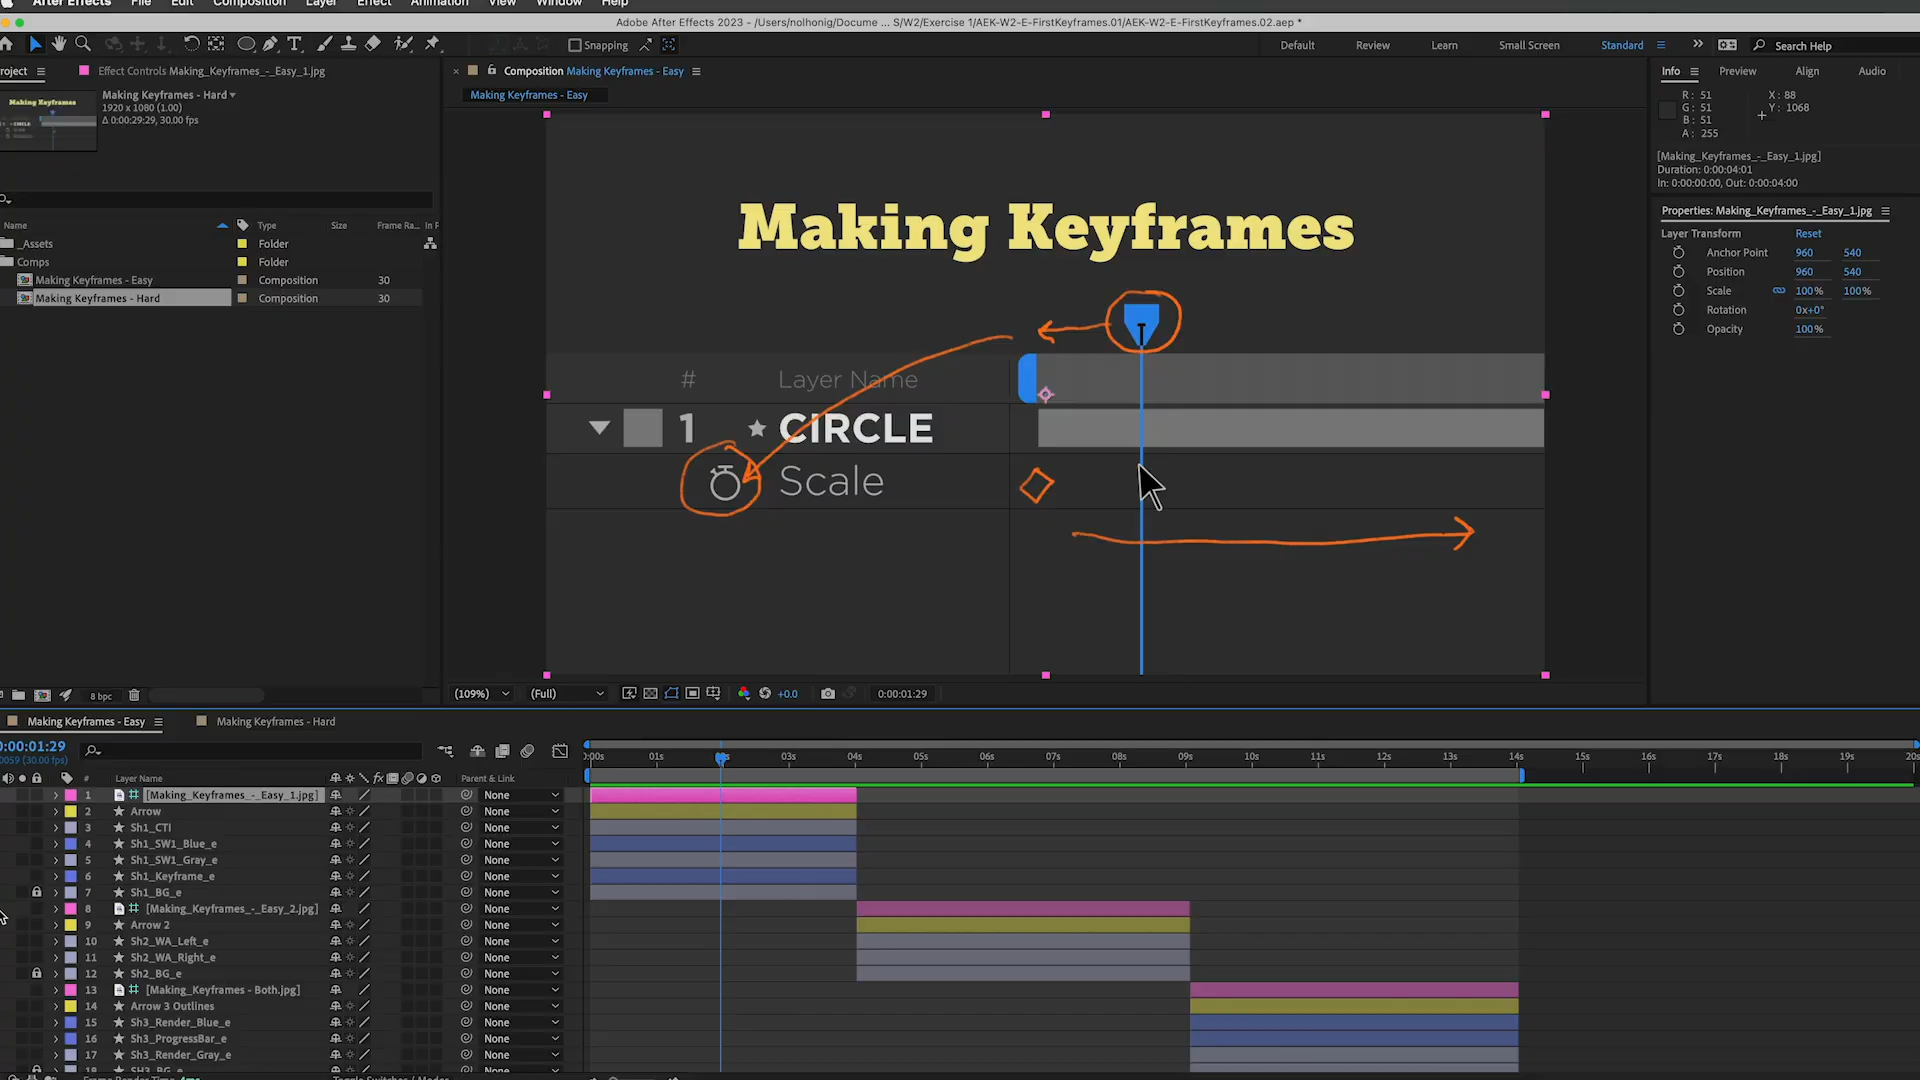 After Effects File Edit Composition Layer Effect Animation View Window Help
Adobe After Effects 2023 - /Users/nolhonig/Docume ... S/W2/Exercise 1/AEK-W2-E-FirstKeyframes.01/AEK-W2-E-FirstKeyframes.02.aep *
Snapping Default Review Learn Small Screen Standard Search Help
roject Effect Controls Making_Keyframes_-_Easy_1.jpg
Making Keyframes - Hard
1920 x 1080 (1.00)
Δ 0:00:29:29, 30.00 fps
Name Type Size Frame Ra... In P
_Assets Folder
Comps Folder
Making Keyframes - Easy Composition 30
Making Keyframes - Hard Composition 30
8 bpc
Composition Making Keyframes - Easy
Making Keyframes - Easy
Making Keyframes
# Layer Name
1 CIRCLE
Scale
(109%) (Full) +0.0 0:00:01:29
Info Preview Align Audio
R: 51 X: 88
G: 51 Y: 1068
B: 51
A: 255
[Making_Keyframes_-_Easy_1.jpg]
Duration: 0:00:04:01
In: 0:00:00:00, Out: 0:00:04:00
Properties: Making_Keyframes_-_Easy_1.jpg
Layer Transform Reset
Anchor Point 960 540
Position 960 540
Scale 100% 100%
Rotation 0x+0°
Opacity 100%
Making Keyframes - Easy Making Keyframes - Hard
0:00:01:29
0059 (30.00 fps)
):00s 01s 03s 04s 05s 06s 07s 08s 09s 10s 11s 12s 13s 14s 15s 16s 17s 18s 19s 20s
# Layer Name fx Parent & Link
1 [Making_Keyframes_-_Easy_1.jpg] None
2 Arrow None
3 Sh1_CTI None
4 Sh1_SW1_Blue_e None
5 Sh1_SW1_Gray_e None
6 Sh1_Keyframe_e None
7 Sh1_BG_e None
8 [Making_Keyframes_-_Easy_2.jpg] None
9 Arrow 2 None
10 Sh2_WA_Left_e None
11 Sh2_WA_Right_e None
12 Sh2_BG_e None
13 [Making_Keyframes - Both.jpg] None
14 Arrow 3 Outlines None
15 Sh3_Render_Blue_e None
16 Sh3_ProgressBar_e None
17 Sh3_Render_Gray_e None
18 SH3_BG_e None
Frame Render Time 4ms Toggle Switches / Modes